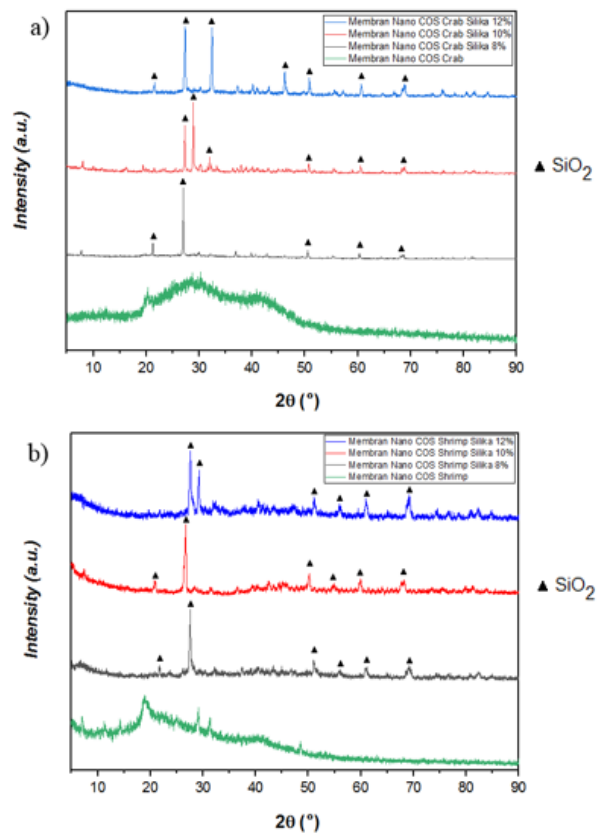 a)
Membran Nano COS Crab Silika 12%
Membran Nano COS Crab Silika 10%
Membran Nano COS Crab Silika 8%
Membran Nano COS Crab
Intensity (a.u.)
▲ SiO2
10 20 30 40 50 60 70 80 90
2θ (°)
b)
Membran Nano COS Shrimp Silika 12%
Membran Nano COS Shrimp Silika 10%
Membran Nano COS Shrimp Silika 8%
Membran Nano COS Shrimp
Intensity (a.u.)
▲ SiO2
10 20 30 40 50 60 70 80 90
2θ (°)